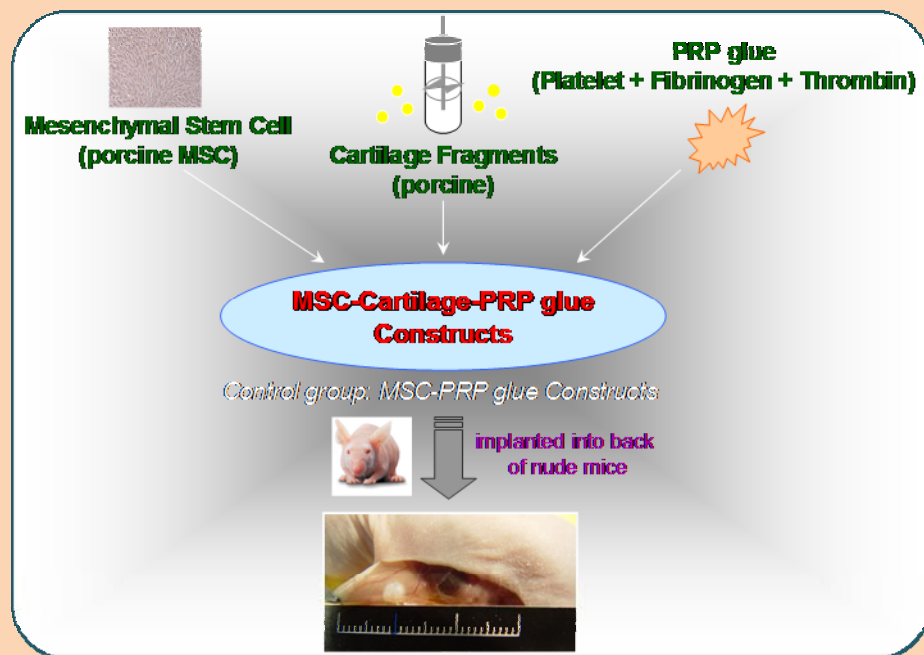 PRP glue
(Platelet + Fibrinogen + Thrombin)
Mesenchymal Stem Cell
(porcine MSC)
Cartilage Fragments
(porcine)
MSC-Cartilage-PRP glue
Constructs
Control group: MSC-PRP glue Constructs
implanted into back
of nude mice